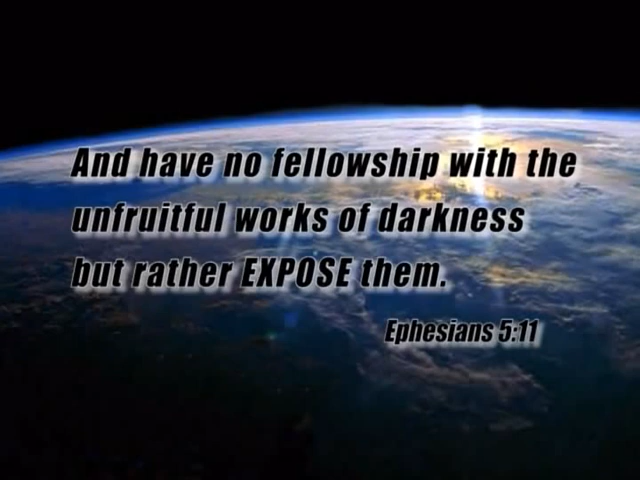 And have no fellowship with the
unfruitful works of darkness
but rather EXPOSE them.
Ephesians 5:11